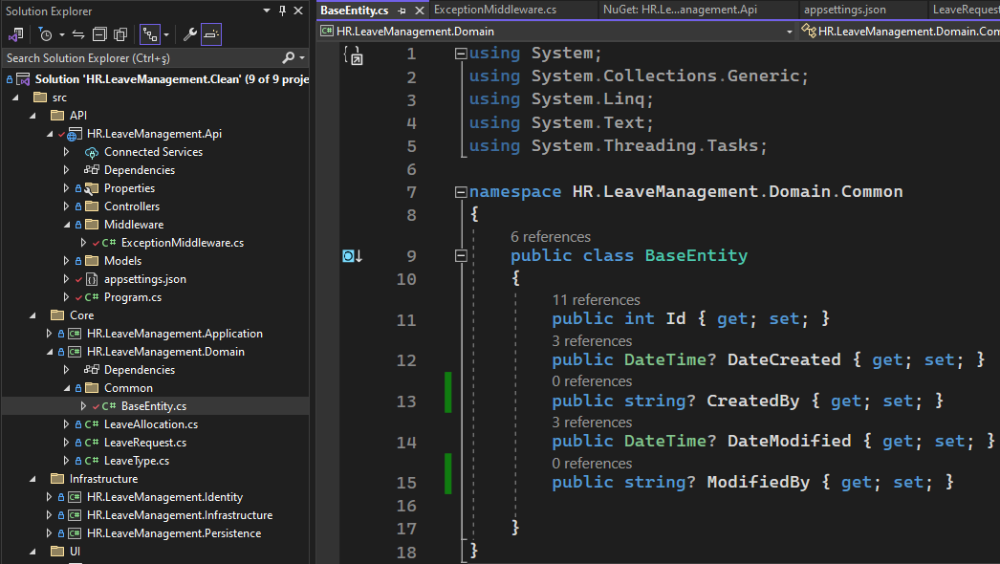 Solution Explorer
Search Solution Explorer (Ctrl+ş)
Solution 'HR.LeaveManagement.Clean' (9 of 9 proje
src
API
HR.LeaveManagement.Api
Connected Services
Dependencies
Properties
Controllers
Middleware
C# ExceptionMiddleware.cs
Models
appsettings.json
C# Program.cs
Core
C# HR.LeaveManagement.Application
C# HR.LeaveManagement.Domain
Dependencies
Common
C# BaseEntity.cs
C# LeaveAllocation.cs
C# LeaveRequest.cs
C# LeaveType.cs
Infrastructure
C# HR.LeaveManagement.Identity
C# HR.LeaveManagement.Infrastructure
C# HR.LeaveManagement.Persistence
UI
BaseEntity.cs ExceptionMiddleware.cs NuGet: HR.Le...anagement.Api appsettings.json LeaveRequest
C# HR.LeaveManagement.Domain HR.LeaveManagement.Domain.Com
1 using System;
2 using System.Collections.Generic;
3 using System.Linq;
4 using System.Text;
5 using System.Threading.Tasks;
6
7 namespace HR.LeaveManagement.Domain.Common
8 {
6 references
9 public class BaseEntity
10 {
11 references
11 public int Id { get; set; }
3 references
12 public DateTime? DateCreated { get; set; }
0 references
13 public string? CreatedBy { get; set; }
3 references
14 public DateTime? DateModified { get; set; }
0 references
15 public string? ModifiedBy { get; set; }
16
17 }
18 }